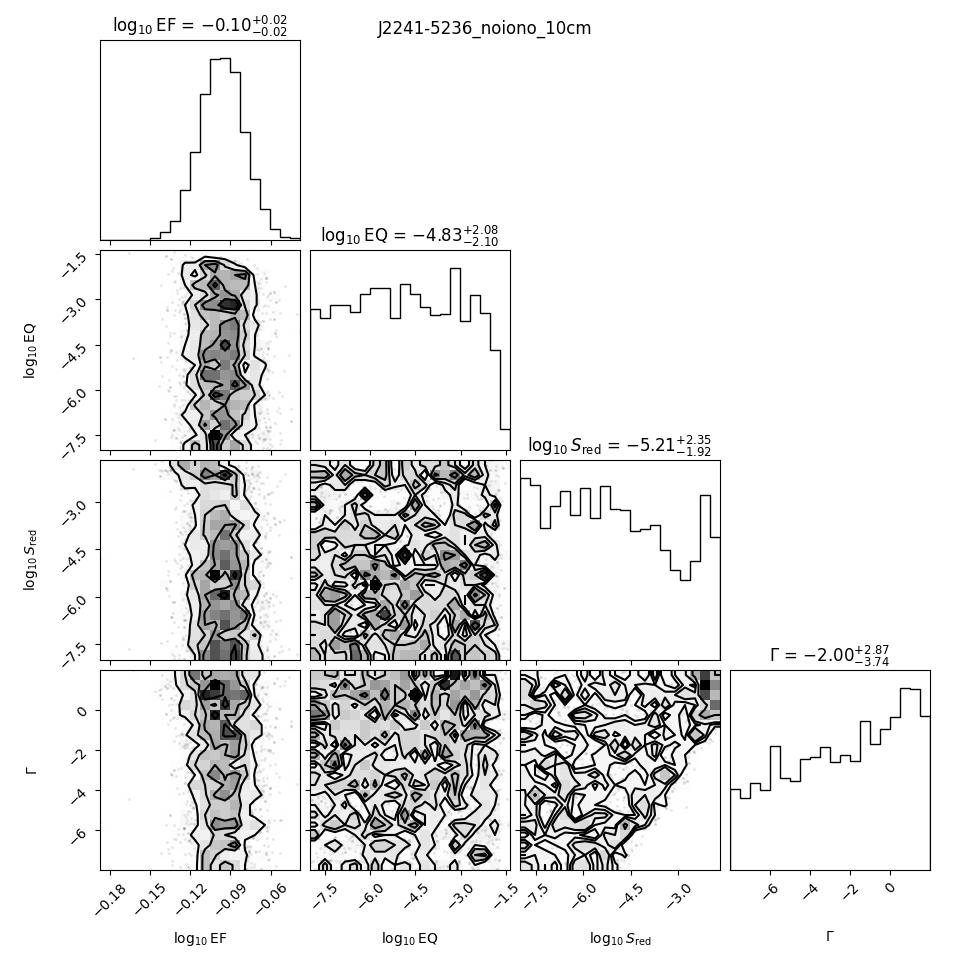 log₁₀ EF = −0.10+0.02−0.02
J2241-5236_noiono_10cm
log₁₀ EQ = −4.83+2.08−2.10
−1.5
−3.0
−4.5
−6.0
−7.5
log₁₀ EQ
log₁₀ Sred = −5.21+2.35−1.92
−3.0
−4.5
−6.0
−7.5
log₁₀ Sred
Γ = −2.00+2.87−3.74
0
−2
−4
−6
Γ
−0.18 −0.15 −0.12 −0.09 −0.06
−7.5 −6.0 −4.5 −3.0 −1.5
−7.5 −6.0 −4.5 −3.0
−6 −4 −2 0
log₁₀ EF
log₁₀ EQ
log₁₀ Sred
Γ